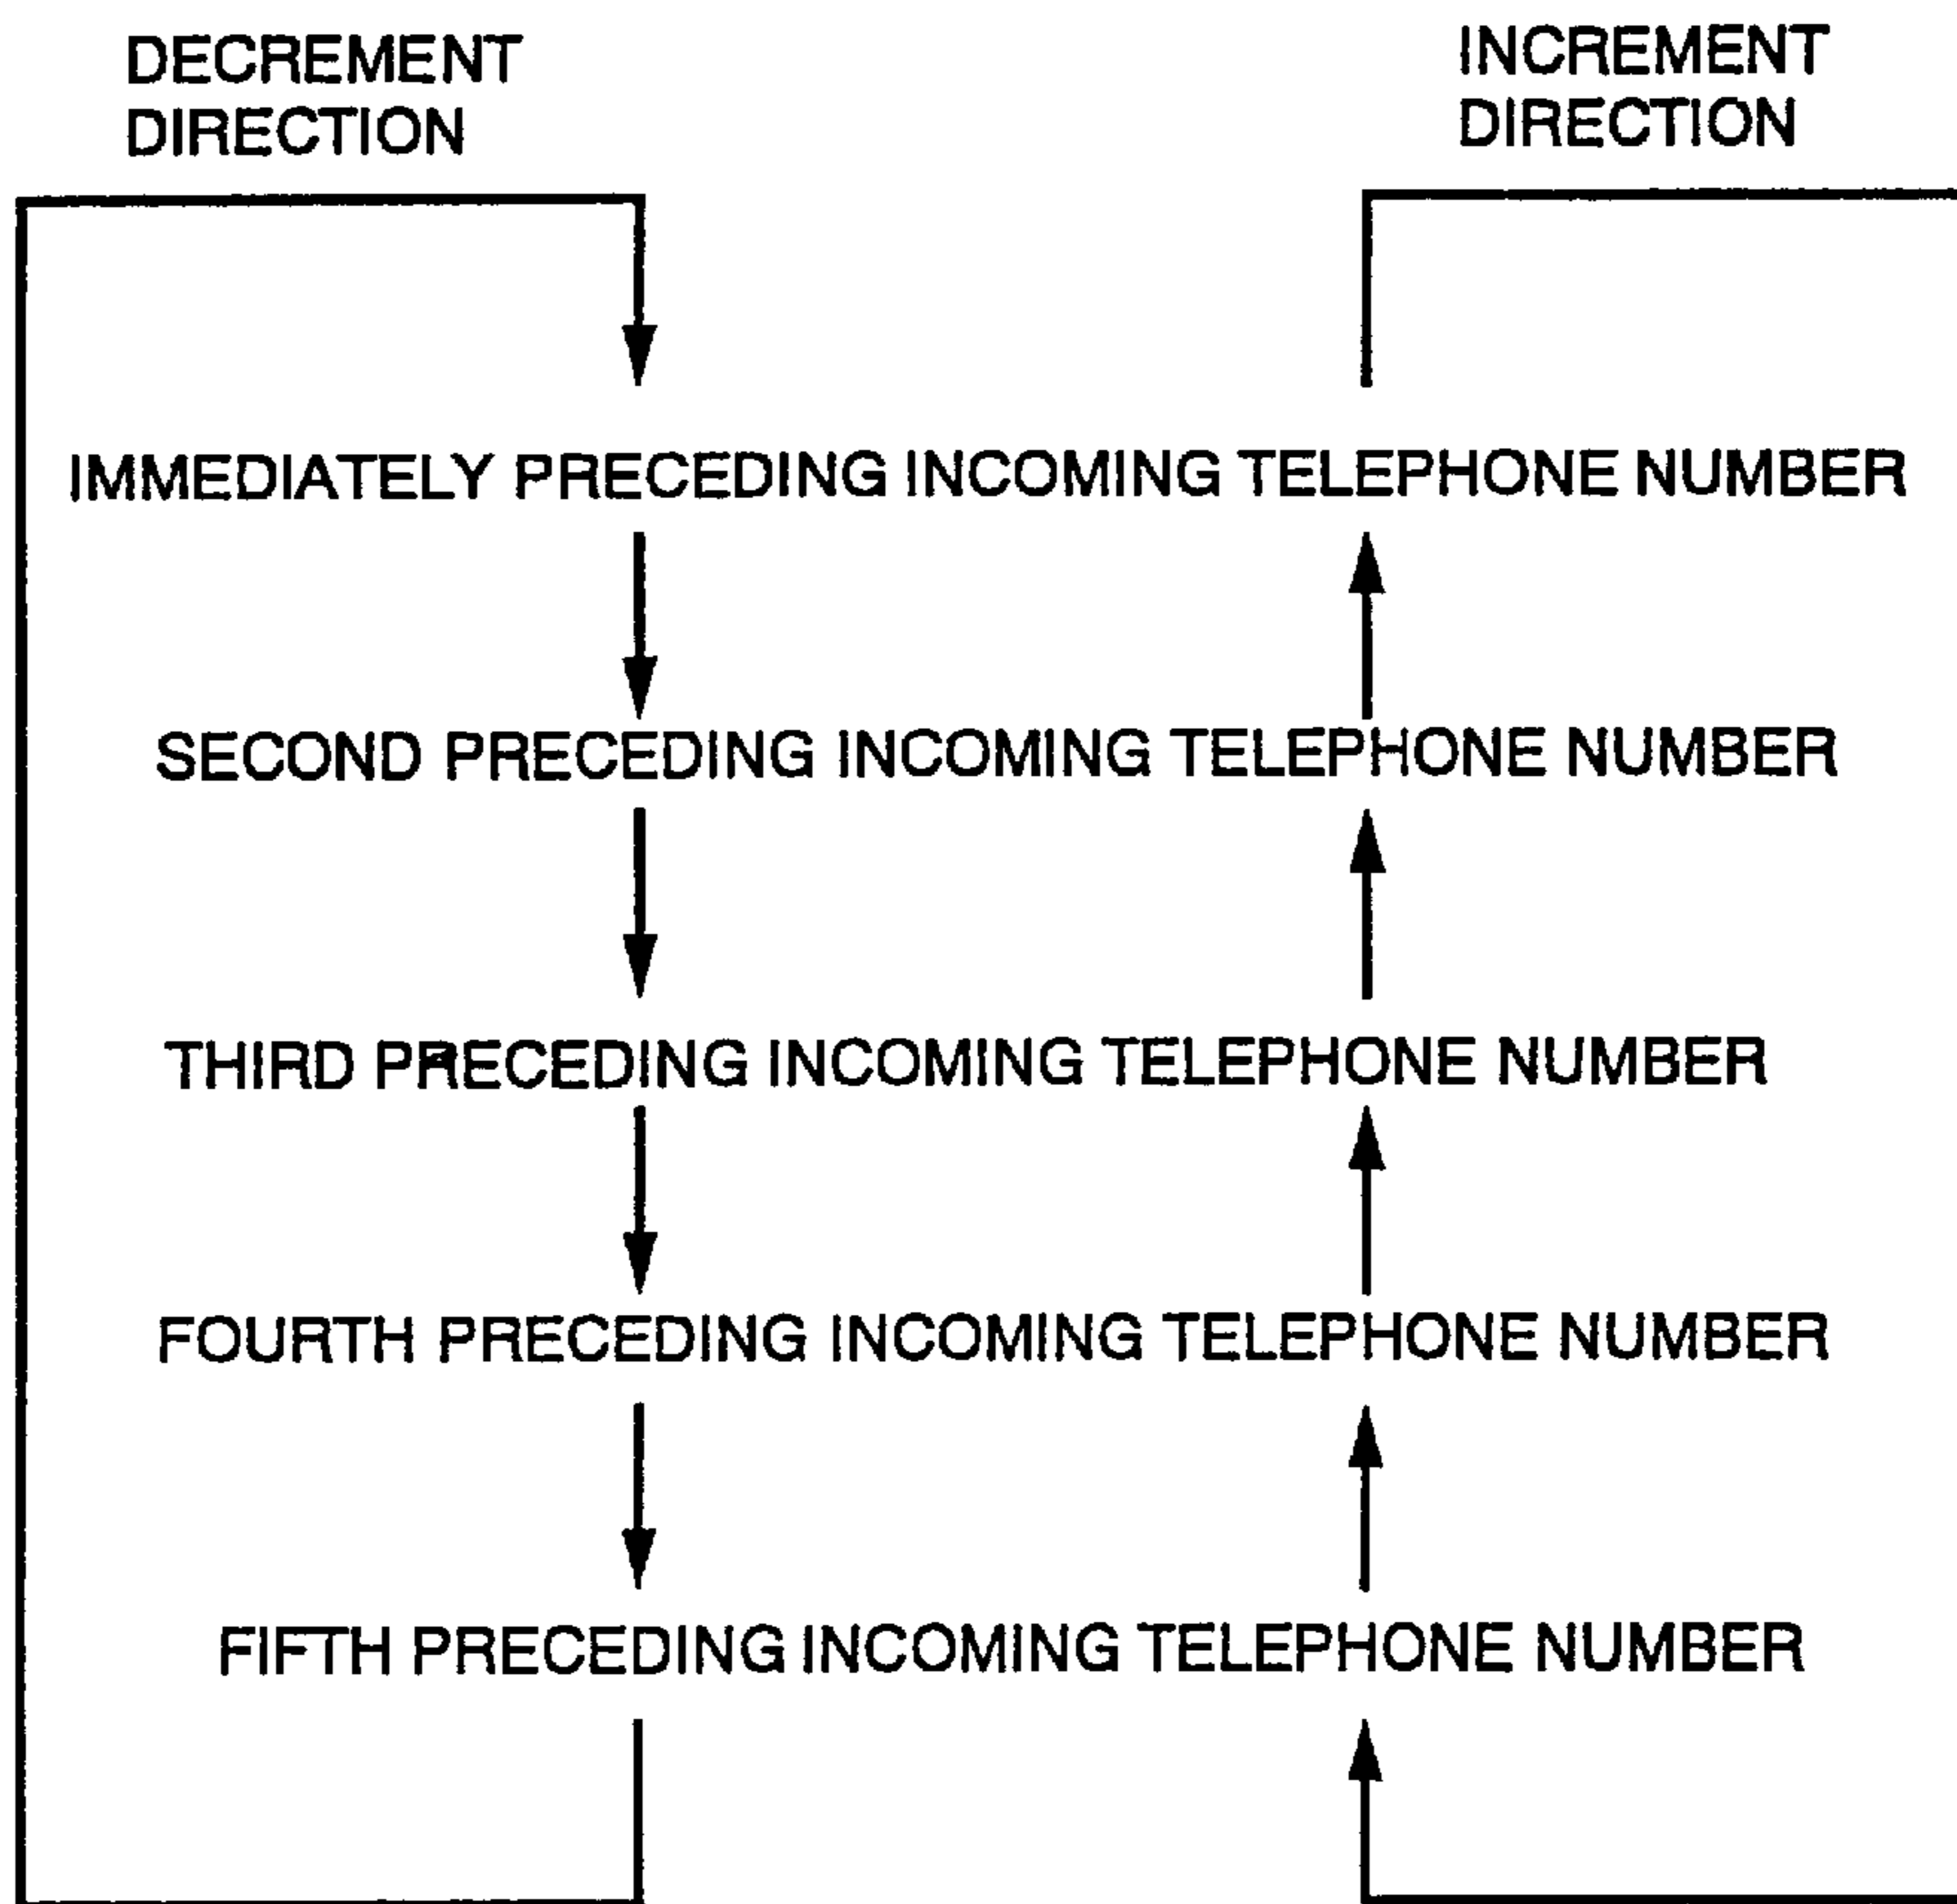 DECREMENT
DIRECTION
INCREMENT
DIRECTION
IMMEDIATELY PRECEDING INCOMING TELEPHONE NUMBER
SECOND PRECEDING INCOMING TELEPHONE NUMBER
THIRD PRECEDING INCOMING TELEPHONE NUMBER
FOURTH PRECEDING INCOMING TELEPHONE NUMBER
FIFTH PRECEDING INCOMING TELEPHONE NUMBER